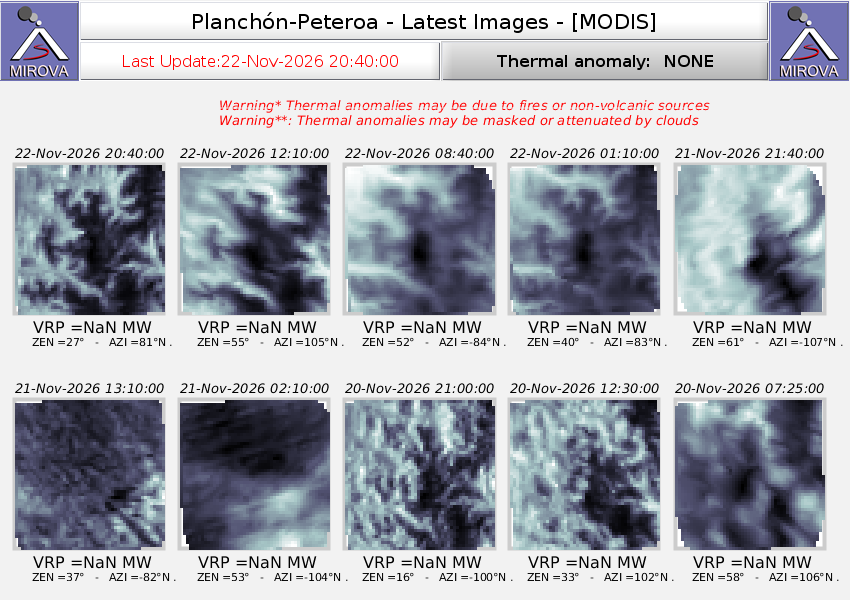 Planchón-Peteroa - Latest Images - [MODIS]
MIROVA
Last Update:22-Nov-2026 20:40:00
Thermal anomaly: NONE
MIROVA
Warning* Thermal anomalies may be due to fires or non-volcanic sources
Warning**: Thermal anomalies may be masked or attenuated by clouds
22-Nov-2026 20:40:00
22-Nov-2026 12:10:00
22-Nov-2026 08:40:00
22-Nov-2026 01:10:00
21-Nov-2026 21:40:00
VRP =NaN MW
VRP =NaN MW
VRP =NaN MW
VRP =NaN MW
VRP =NaN MW
ZEN =27° - AZI =81°N .
ZEN =55° - AZI =105°N .
ZEN =52° - AZI =-84°N .
ZEN =40° - AZI =83°N .
ZEN =61° - AZI =-107°N .
21-Nov-2026 13:10:00
21-Nov-2026 02:10:00
20-Nov-2026 21:00:00
20-Nov-2026 12:30:00
20-Nov-2026 07:25:00
VRP =NaN MW
VRP =NaN MW
VRP =NaN MW
VRP =NaN MW
VRP =NaN MW
ZEN =37° - AZI =-82°N .
ZEN =53° - AZI =-104°N .
ZEN =16° - AZI =-100°N .
ZEN =33° - AZI =102°N .
ZEN =58° - AZI =106°N .